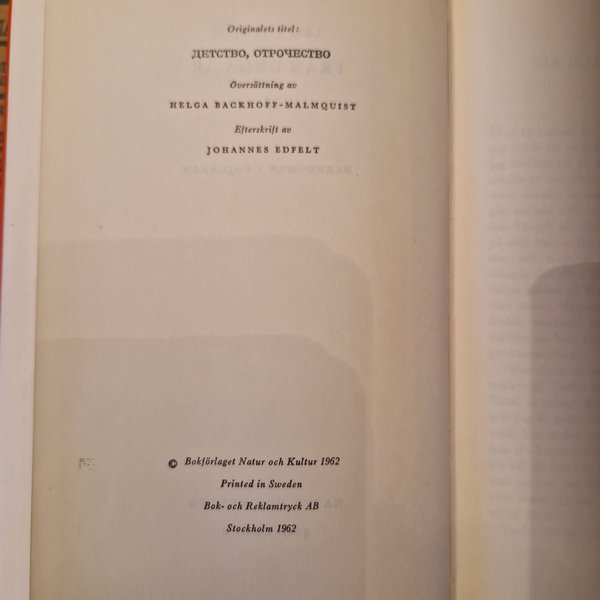 Originalets titel:
ДЕТСТВО, ОТРОЧЕСТВО
Översättning av
HELGA BACKHOFF-MALMQUIST
Efterskrift av
JOHANNES EDFELT
© Bokförlaget Natur och Kultur 1962
Printed in Sweden
Bok- och Reklamtryck AB
Stockholm 1962